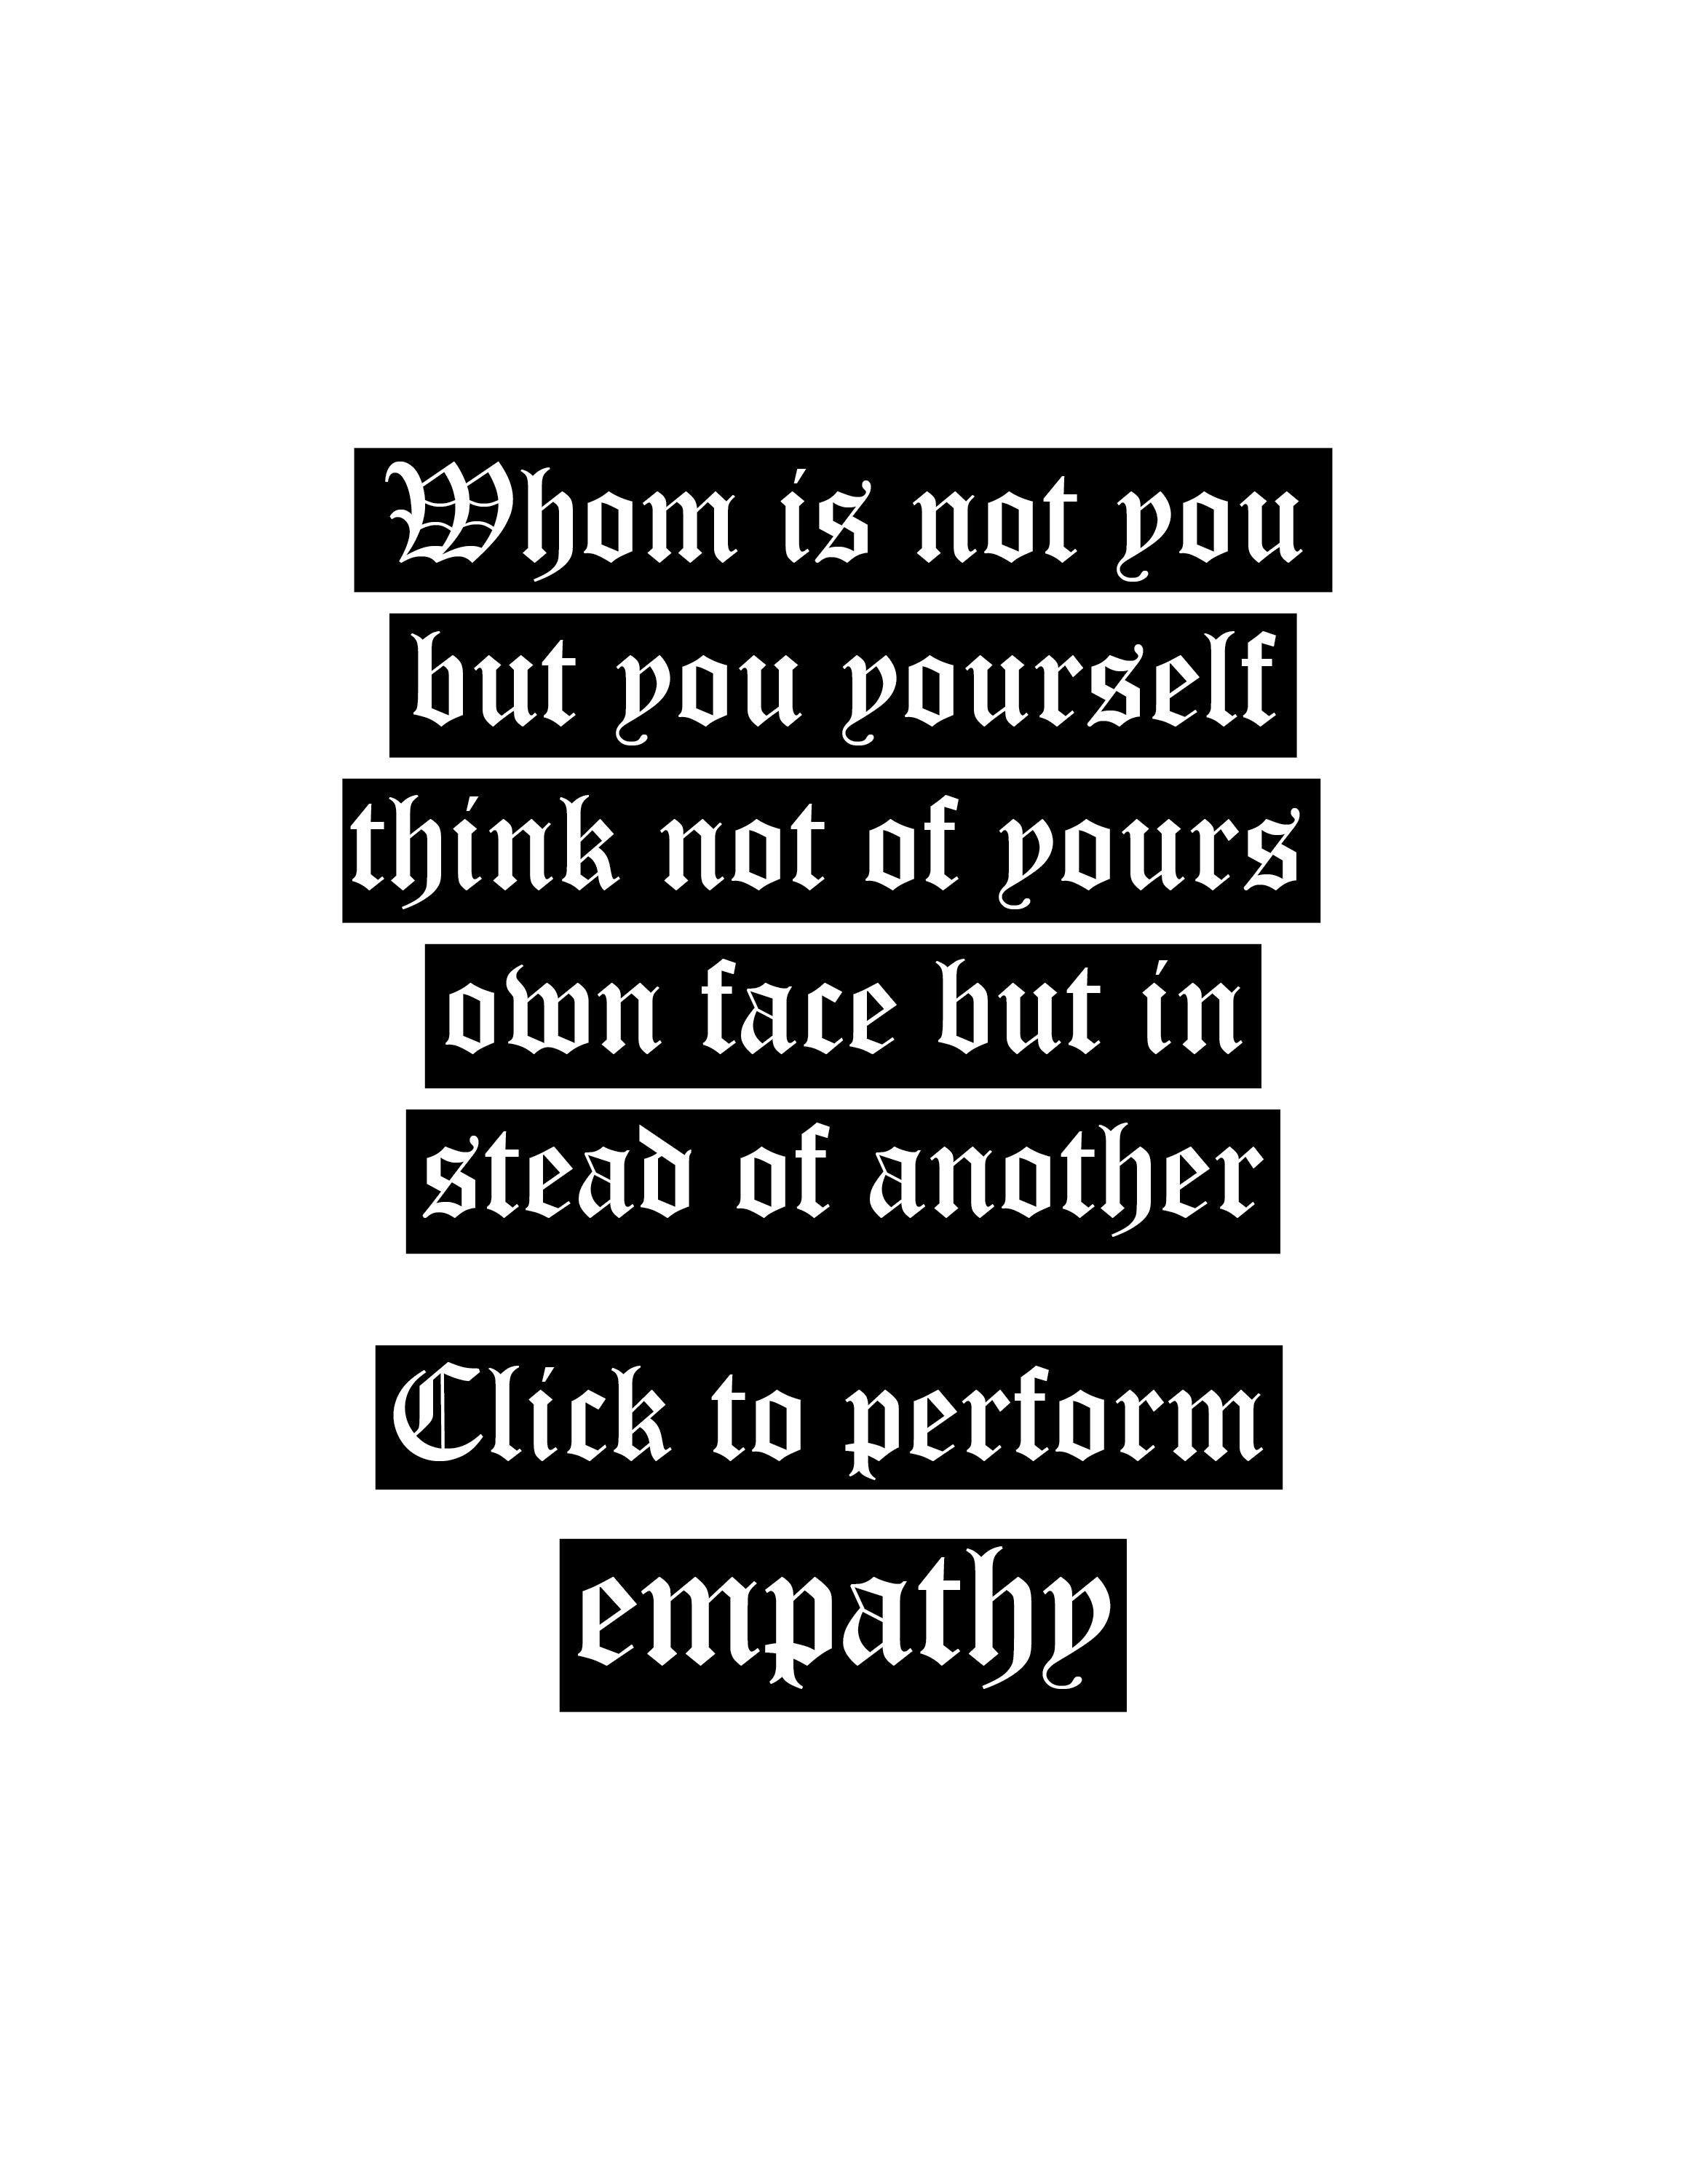 Whom is not you
but you yourself
think not of yours
own face but in
stead of another
Click to perform
empathy